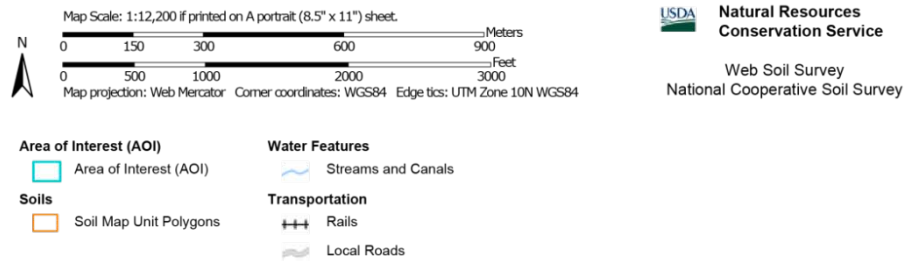 Map Scale: 1:12,200 if printed on A portrait (8.5" x 11") sheet.
Meters
N
0 150 300 600 900
Feet
0 500 1000 2000 3000
Map projection: Web Mercator Corner coordinates: WGS84 Edge tics: UTM Zone 10N WGS84
USDA
Natural Resources
Conservation Service
Web Soil Survey
National Cooperative Soil Survey
Area of Interest (AOI)
Area of Interest (AOI)
Soils
Soil Map Unit Polygons
Water Features
Streams and Canals
Transportation
Rails
Local Roads